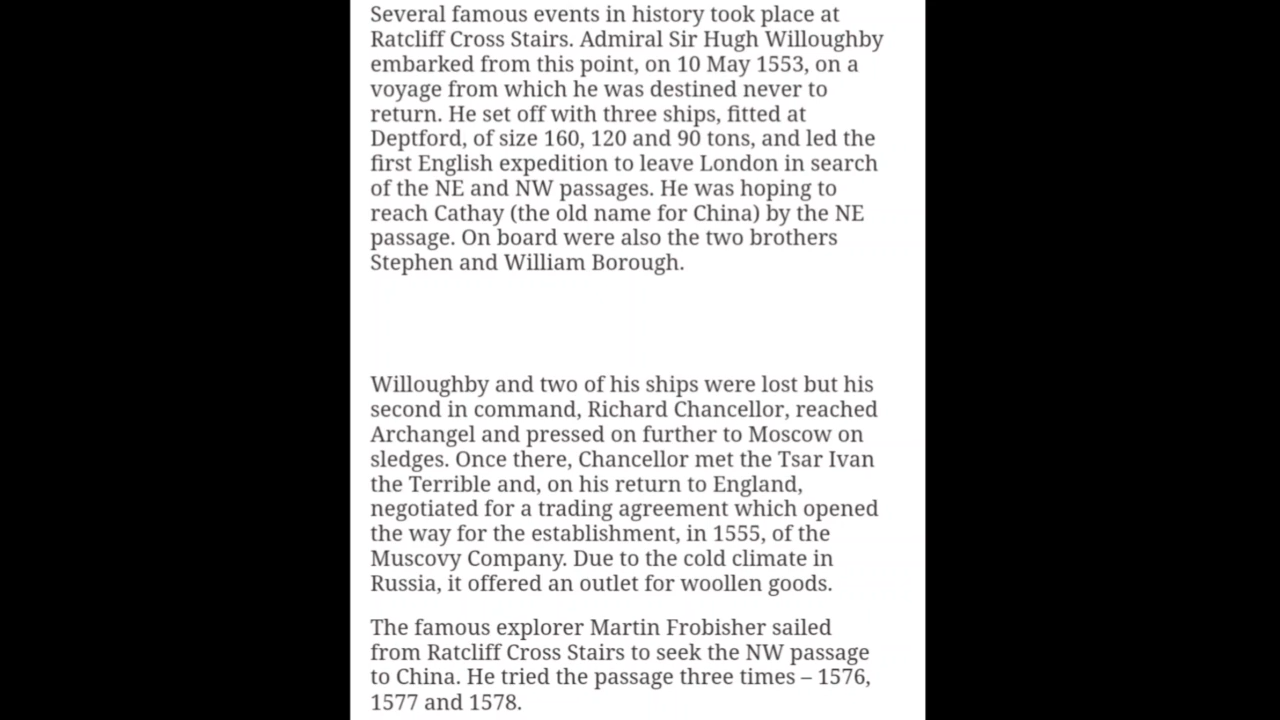 Several famous events in history took place at
Ratcliff Cross Stairs. Admiral Sir Hugh Willoughby
embarked from this point, on 10 May 1553, on a
voyage from which he was destined never to
return. He set off with three ships, fitted at
Deptford, of size 160, 120 and 90 tons, and led the
first English expedition to leave London in search
of the NE and NW passages. He was hoping to
reach Cathay (the old name for China) by the NE
passage. On board were also the two brothers
Stephen and William Borough.
Willoughby and two of his ships were lost but his
second in command, Richard Chancellor, reached
Archangel and pressed on further to Moscow on
sledges. Once there, Chancellor met the Tsar Ivan
the Terrible and, on his return to England,
negotiated for a trading agreement which opened
the way for the establishment, in 1555, of the
Muscovy Company. Due to the cold climate in
Russia, it offered an outlet for woollen goods.
The famous explorer Martin Frobisher sailed
from Ratcliff Cross Stairs to seek the NW passage
to China. He tried the passage three times – 1576,
1577 and 1578.